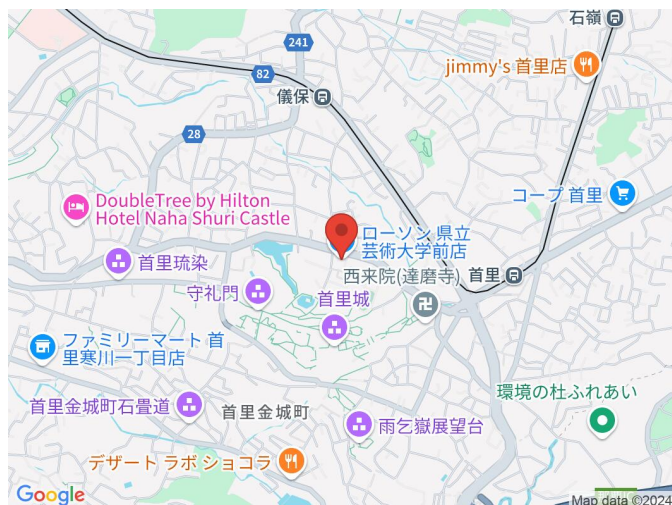 石嶺
241
jimmy's 首里店
82
儀保
28
DoubleTree by Hilton
Hotel Naha Shuri Castle
コープ 首里
ローソン 県立
芸術大学前店
首里琉染
西来院(達磨寺)
首里
守礼門
首里城
ファミリーマート 首
里寒川一丁目店
環境の杜ふれあい
首里金城町石畳道
首里金城町
雨乞嶽展望台
デザート ラボ ショコラ
Google
Map data ©2024